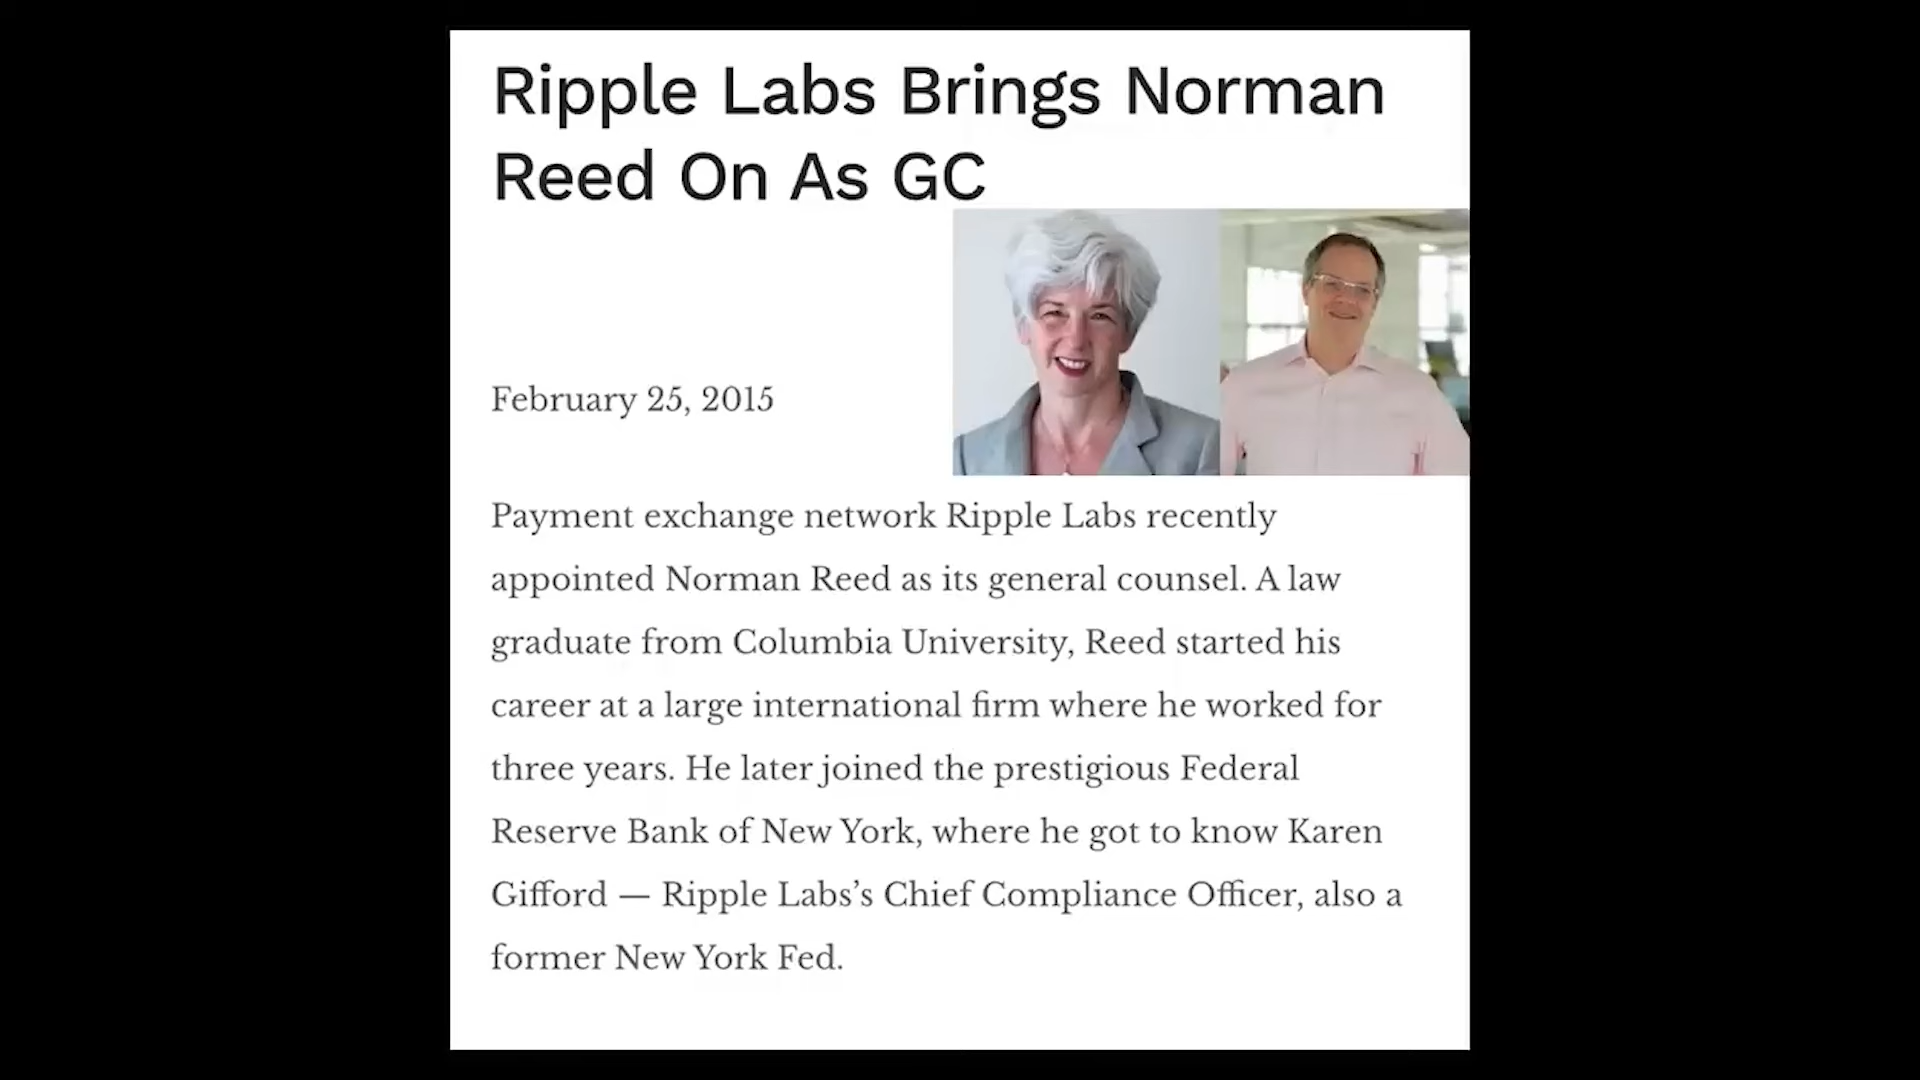 Ripple Labs Brings Norman
Reed On As GC
February 25, 2015
Payment exchange network Ripple Labs recently
appointed Norman Reed as its general counsel. A law
graduate from Columbia University, Reed started his
career at a large international firm where he worked for
three years. He later joined the prestigious Federal
Reserve Bank of New York, where he got to know Karen
Gifford — Ripple Labs’s Chief Compliance Officer, also a
former New York Fed.